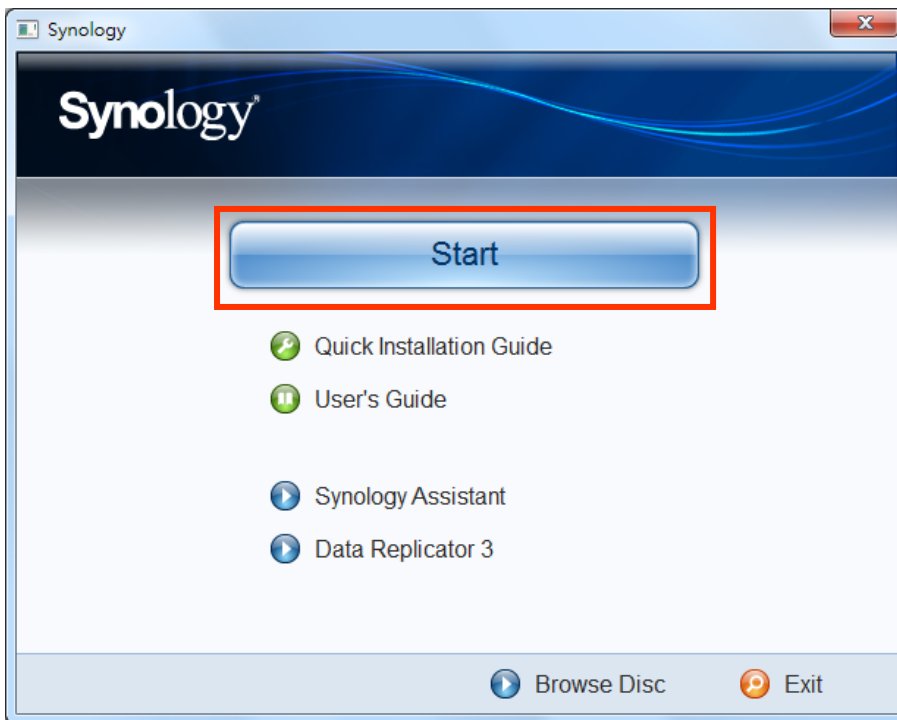 Synology
Synology
Start
Quick Installation Guide
User's Guide
Synology Assistant
Data Replicator 3
Browse Disc
Exit